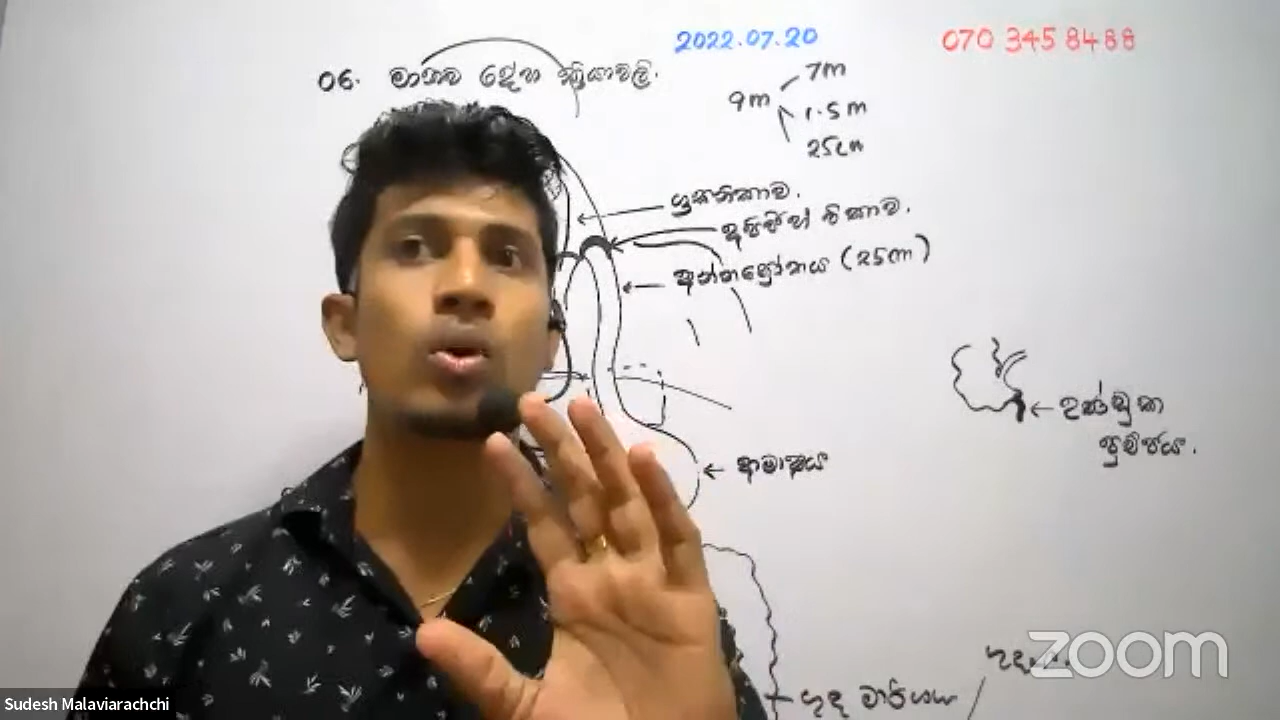 2022.07.20
070 345 8488
06. මානව දේහ ක්‍රියාවලි.
9m
7m
1.5m
25cm
ග්‍රසනිකාව.
අපිජිහ්විකාව.
අන්නස්‍රෝතය (25cm)
ආමාශය
උණ්ඩුක
පුච්ඡය.
ගුද මාර්ගය
zoom
Sudesh Malaviarachchi